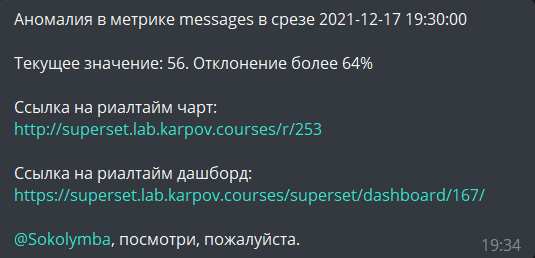 Аномалия в метрике messages в срезе 2021-12-17 19:30:00
Текущее значение: 56. Отклонение более 64%
Ссылка на риалтайм чарт:
http://superset.lab.karpov.courses/r/253
Ссылка на риалтайм дашборд:
https://superset.lab.karpov.courses/superset/dashboard/167/
@Sokolymba, посмотри, пожалуйста.
19:34